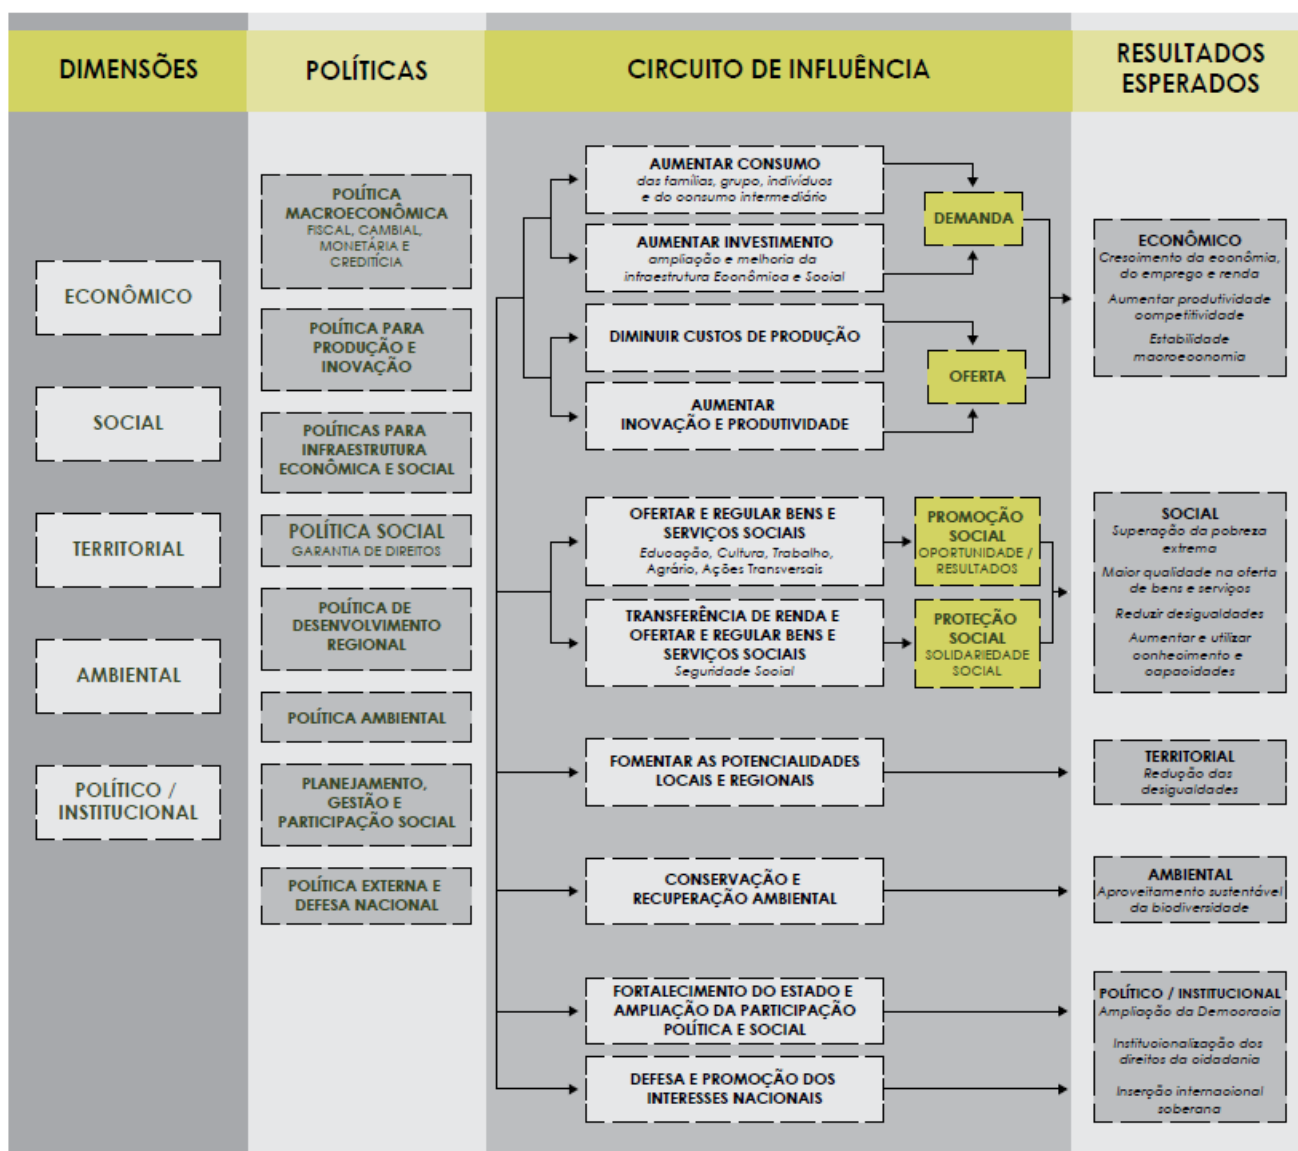 DIMENSÕES
POLÍTICAS
CIRCUITO DE INFLUÊNCIA
RESULTADOS
ESPERADOS
ECONÔMICO
SOCIAL
TERRITORIAL
AMBIENTAL
POLÍTICO /
INSTITUCIONAL
POLÍTICA
MACROECONÔMICA
FISCAL, CAMBIAL,
MONETÁRIA E
CREDITÍCIA
POLÍTICA PARA
PRODUÇÃO E
INOVAÇÃO
POLÍTICAS PARA
INFRAESTRUTURA
ECONÔMICA E SOCIAL
POLÍTICA SOCIAL
GARANTIA DE DIREITOS
POLÍTICA DE
DESENVOLVIMENTO
REGIONAL
POLÍTICA AMBIENTAL
PLANEJAMENTO,
GESTÃO E
PARTICIPAÇÃO SOCIAL
POLÍTICA EXTERNA E
DEFESA NACIONAL
AUMENTAR CONSUMO
das famílias, grupo, indivíduos
e do consumo intermediário
AUMENTAR INVESTIMENTO
ampliação e melhoria da
infraestrutura Econômica e Social
DIMINUIR CUSTOS DE PRODUÇÃO
AUMENTAR
INOVAÇÃO E PRODUTIVIDADE
DEMANDA
OFERTA
OFERTAR E REGULAR BENS E
SERVIÇOS SOCIAIS
Educação, Cultura, Trabalho,
Agrário, Ações Transversais
TRANSFERÊNCIA DE RENDA E
OFERTAR E REGULAR BENS E
SERVIÇOS SOCIAIS
Seguridade Social
PROMOÇÃO
SOCIAL
OPORTUNIDADE /
RESULTADOS
PROTEÇÃO
SOCIAL
SOLIDARIEDADE
SOCIAL
FOMENTAR AS POTENCIALIDADES
LOCAIS E REGIONAIS
CONSERVAÇÃO E
RECUPERAÇÃO AMBIENTAL
FORTALECIMENTO DO ESTADO E
AMPLIAÇÃO DA PARTICIPAÇÃO
POLÍTICA E SOCIAL
DEFESA E PROMOÇÃO DOS
INTERESSES NACIONAIS
ECONÔMICO
Crescimento da econômia,
do emprego e renda
Aumentar produtividade
competitividade
Estabilidade
macroeconomia
SOCIAL
Superação da pobreza
extrema
Maior qualidade na oferta
de bens e serviços
Reduzir desigualdades
Aumentar e utilizar
conhecimento e
capacidades
TERRITORIAL
Redução das
desigualdades
AMBIENTAL
Aproveitamento sustentável
da biodiversidade
POLÍTICO / INSTITUCIONAL
Ampliação da Democracia
Institucionalização dos
direitos da cidadania
Inserção internacional
soberana